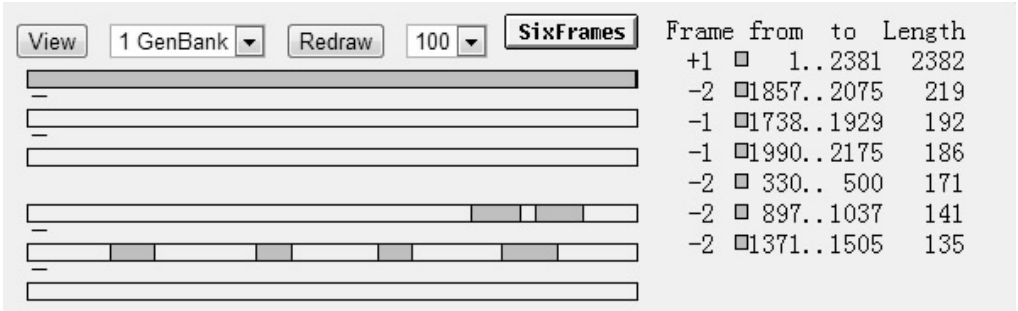 View 1 GenBank Redraw 100 SixFrames
Frame from to Length
+1 1..2381 2382
-2 1857..2075 219
-1 1738..1929 192
-1 1990..2175 186
-2 330.. 500 171
-2 897..1037 141
-2 1371..1505 135